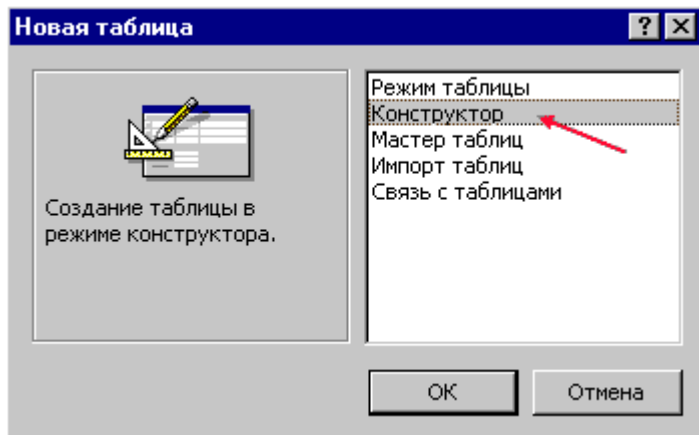 Новая таблица
Режим таблицы
Конструктор
Мастер таблиц
Импорт таблиц
Связь с таблицами
Создание таблицы в
режиме конструктора.
ОК
Отмена